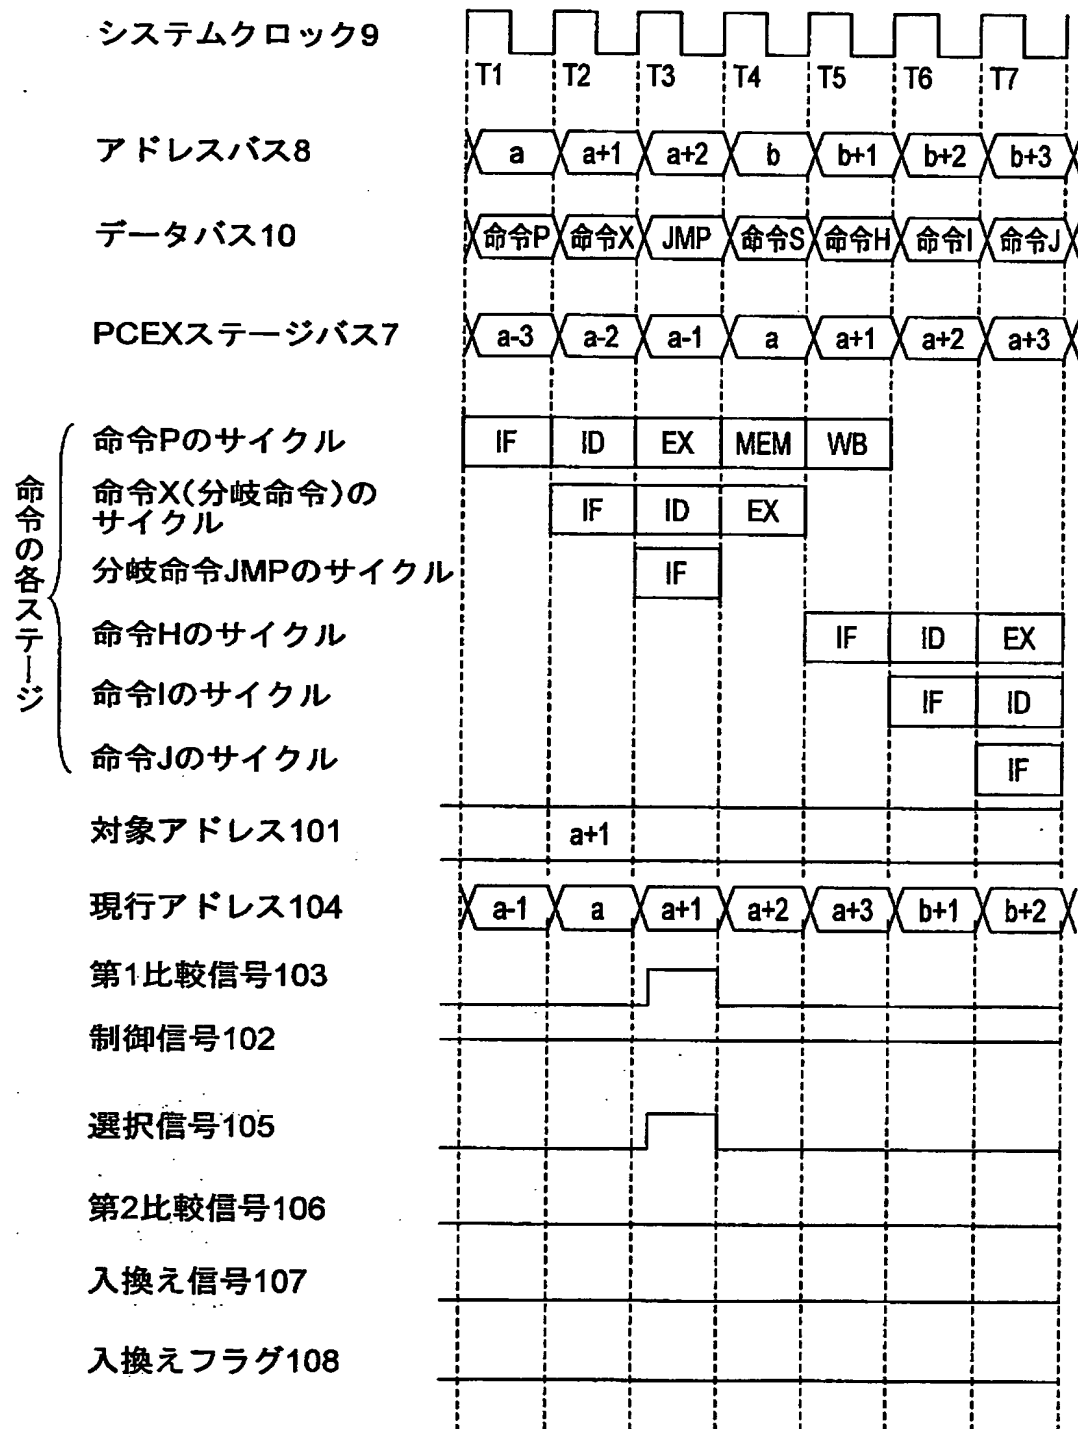 システムクロック9
T1 T2 T3 T4 T5 T6 T7
アドレスバス8 a a+1 a+2 b b+1 b+2 b+3
データバス10 命令P 命令X JMP 命令S 命令H 命令I 命令J
PCEXステージバス7 a-3 a-2 a-1 a a+1 a+2 a+3
命令の各ステージ
命令Pのサイクル IF ID EX MEM WB
命令X(分岐命令)の
サイクル IF ID EX
分岐命令JMPのサイクル IF
命令Hのサイクル IF ID EX
命令Iのサイクル IF ID
命令Jのサイクル IF
対象アドレス101 a+1
現行アドレス104 a-1 a a+1 a+2 a+3 b+1 b+2
第1比較信号103
制御信号102
選択信号105
第2比較信号106
入換え信号107
入換えフラグ108